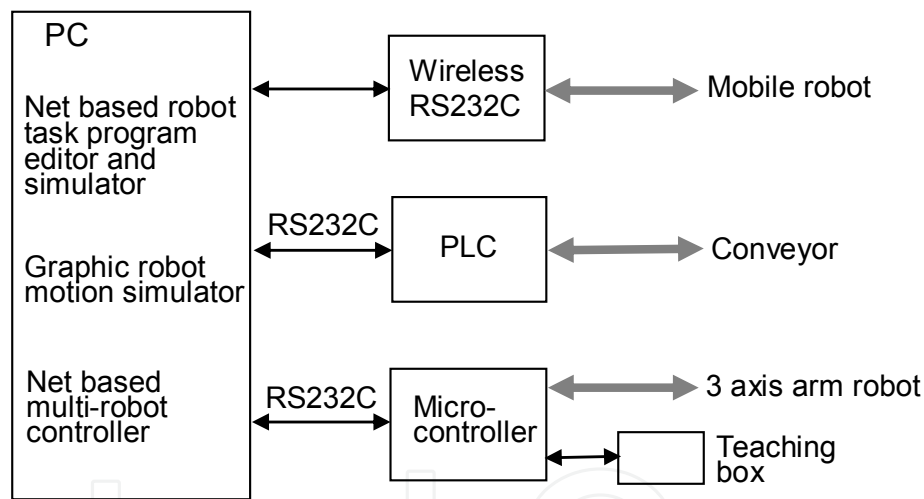 PC
Net based robot
task program
editor and
simulator
Graphic robot
motion simulator
Net based
multi-robot
controller
Wireless
RS232C
Mobile robot
RS232C
PLC
Conveyor
RS232C
Micro-
controller
3 axis arm robot
Teaching
box